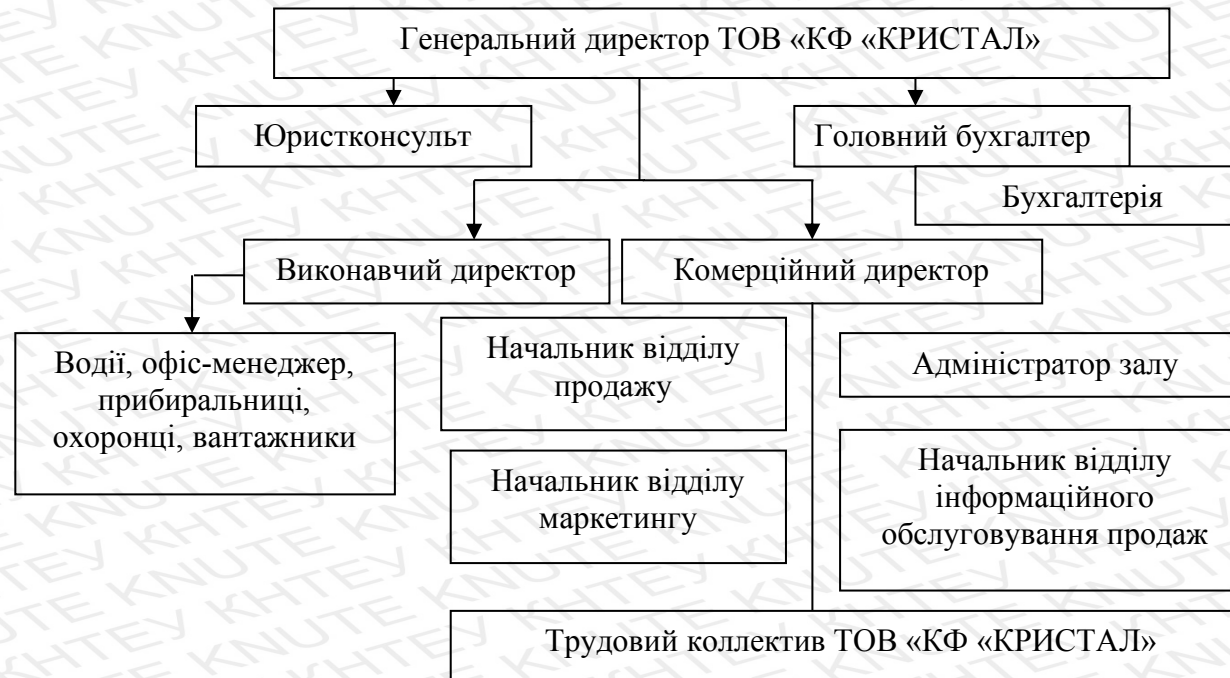 Генеральний директор ТОВ «КФ «КРИСТАЛ»
Юристконсульт
Головний бухгалтер
Бухгалтерія
Виконавчий директор
Комерційний директор
Водії, офіс-менеджер,
прибиральниці,
охоронці, вантажники
Начальник відділу
продажу
Адміністратор залу
Начальник відділу
маркетингу
Начальник відділу
інформаційного
обслуговування продаж
Трудовий коллектив ТОВ «КФ «КРИСТАЛ»